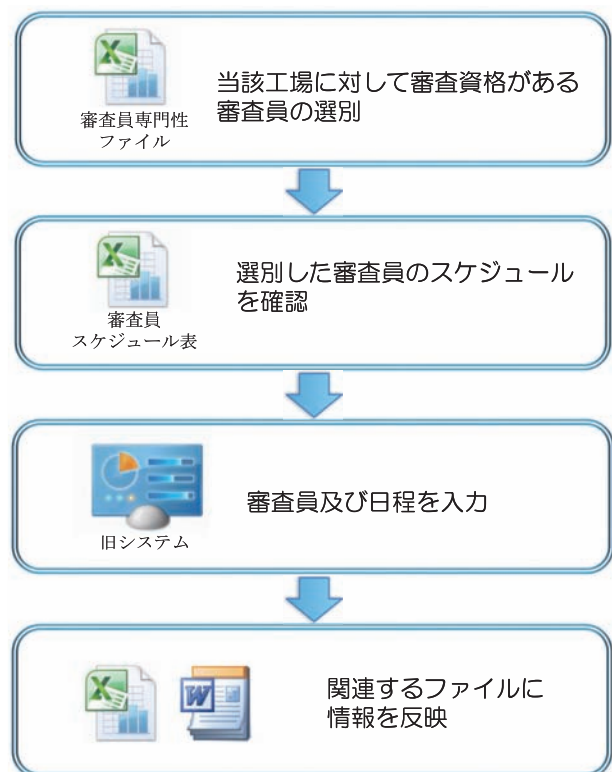 審査員専門性
ファイル
当該工場に対して審査資格がある
審査員の選別
審査員
スケジュール表
選別した審査員のスケジュール
を確認
旧システム
審査員及び日程を入力
関連するファイルに
情報を反映